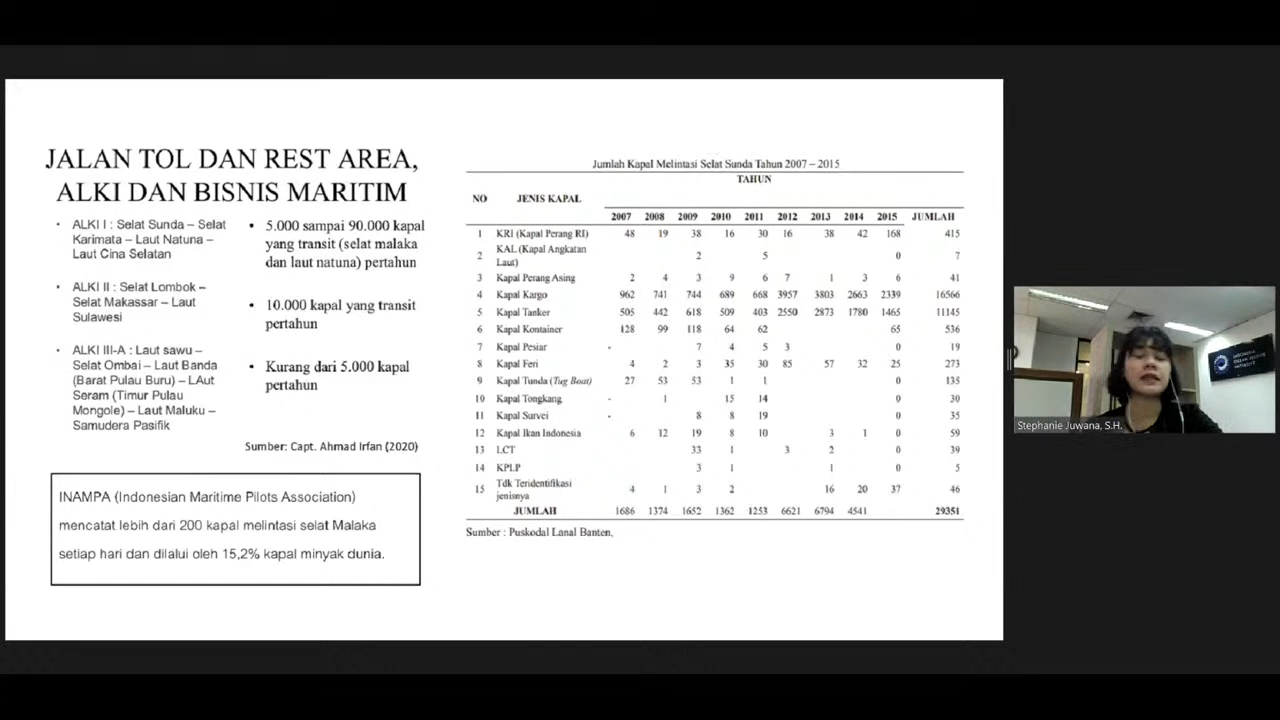 JALAN TOL DAN REST AREA,
ALKI DAN BISNIS MARITIM
• ALKI I : Selat Sunda – Selat
Karimata – Laut Natuna –
Laut Cina Selatan
• ALKI II : Selat Lombok –
Selat Makassar – Laut
Sulawesi
• ALKI III-A : Laut sawu –
Selat Ombai – Laut Banda
(Barat Pulau Buru) – LAut
Seram (Timur Pulau
Mongole) – Laut Maluku –
Samudera Pasifik
• 5.000 sampai 90.000 kapal
yang transit (selat malaka
dan laut natuna) pertahun
• 10.000 kapal yang transit
pertahun
• Kurang dari 5.000 kapal
pertahun
Sumber: Capt. Ahmad Irfan (2020)
INAMPA (Indonesian Maritime Pilots Association)
mencatat lebih dari 200 kapal melintasi selat Malaka
setiap hari dan dilalui oleh 15,2% kapal minyak dunia.
Jumlah Kapal Melintasi Selat Sunda Tahun 2007 – 2015
TAHUN
NO JENIS KAPAL
2007 2008 2009 2010 2011 2012 2013 2014 2015 JUMLAH
1 KRI (Kapal Perang RI) 48 19 38 16 30 16 38 42 168 415
2 KAL (Kapal Angkatan Laut) 2 5 0 7
3 Kapal Perang Asing 2 4 3 9 6 7 1 3 6 41
4 Kapal Kargo 962 741 744 689 668 3957 3803 2663 2339 16566
5 Kapal Tanker 505 442 618 509 403 2550 2873 1780 1465 11145
6 Kapal Kontainer 128 99 118 64 62 65 536
7 Kapal Pesiar - 7 4 5 3 0 19
8 Kapal Feri 4 2 3 35 30 85 57 32 25 273
9 Kapal Tunda (Tug Boat) 27 53 53 1 1 0 135
10 Kapal Tongkang - 1 15 14 0 30
11 Kapal Survei - 8 8 19 0 35
12 Kapal Ikan Indonesia 6 12 19 8 10 3 1 0 59
13 LCT 33 1 3 2 0 39
14 KPLP 3 1 1 0 5
15 Tdk Teridentifikasi jenisnya 4 1 3 2 16 20 37 46
JUMLAH 1686 1374 1652 1362 1253 6621 6794 4541 29351
Sumber : Puskodal Lanal Banten,
Stephanie Juwana, S.H.
INDONESIA
OCEAN JUSTICE
INITIATIVE